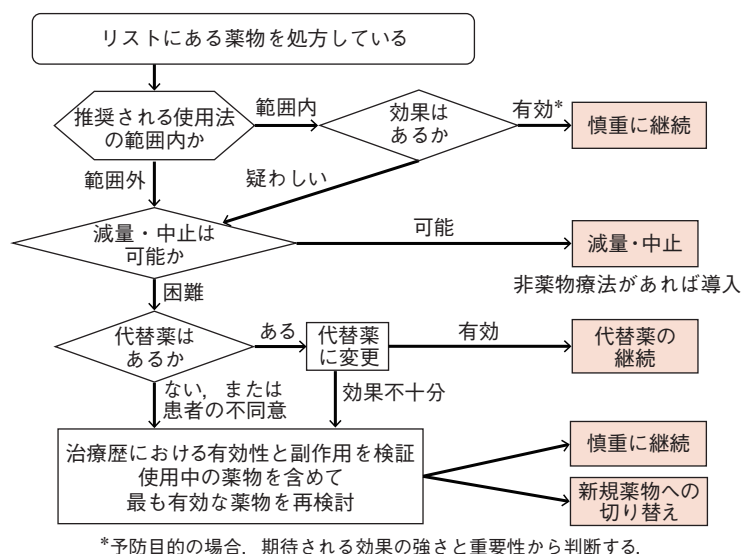 リストにある薬物を処方している
推奨される使用法
の範囲内か
範囲内
効果は
あるか
有効*
慎重に継続
範囲外
疑わしい
減量・中止は
可能か
可能
減量・中止
非薬物療法があれば導入
困難
代替薬は
あるか
ある
代替薬
に変更
有効
代替薬の
継続
ない，または
患者の不同意
効果不十分
治療歴における有効性と副作用を検証
使用中の薬物を含めて
最も有効な薬物を再検討
慎重に継続
新規薬物への
切り替え
*予防目的の場合，期待される効果の強さと重要性から判断する．